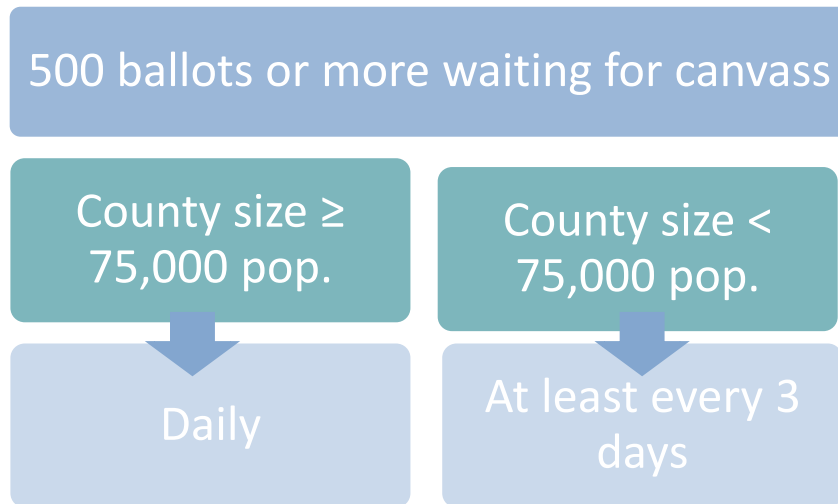 500 ballots or more waiting for canvass
County size ≥
75,000 pop.
County size <
75,000 pop.
Daily
At least every 3
days